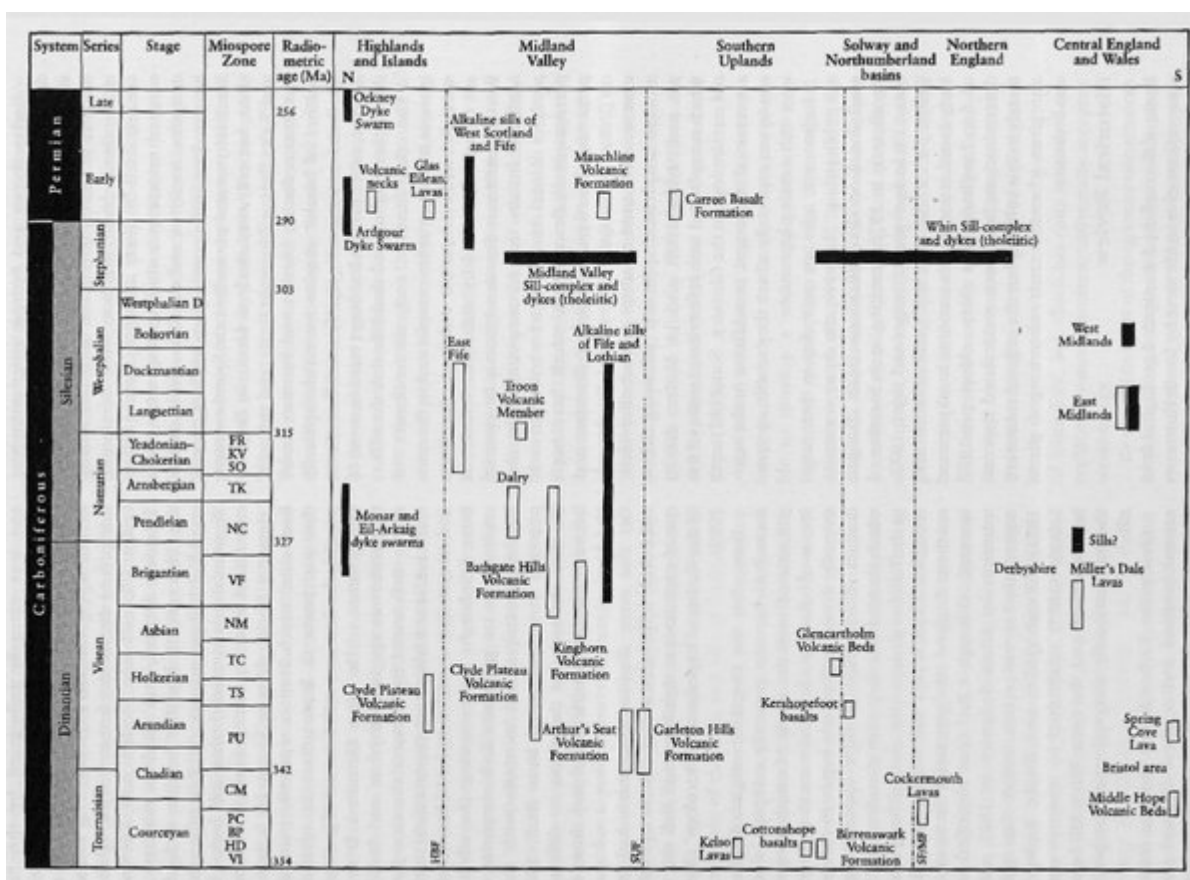 System Series Stage Miospore Zone Radio-metric age (Ma) Highlands and Islands Midland Valley Southern Uplands Solway and Northumberland basins Northern England Central England and Wales
N
S
Permian
Late
Early
256
290
Carboniferous
Silesian
Dinantian
Stephanian
303
Westphalian
Westphalian D
Bolsovian
Duckmantian
Langsettian
315
Namurian
Yeadonian–
Chokerian
FR
KV
SO
Arnsbergian
TK
Pendleian
NC
327
Visean
Brigantian
VF
Asbian
NM
TC
Holkerian
TS
Arundian
PU
342
Chadian
CM
Tournaisian
Courceyan
PC
BP
HD
VI
354
Orkney
Dyke
Swarm
Volcanic
necks
Glas
Eilean
Lavas
Ardgour
Dyke Swarm
Monar and
Eil-Arkaig
dyke swarms
Clyde Plateau
Volcanic
Formation
HBF
Alkaline sills of
West Scotland
and Fife
Mauchline
Volcanic
Formation
Midland Valley
Sill-complex and
dykes (tholeiitic)
East
Fife
Alkaline sills
of Fife and
Lothian
Troon
Volcanic
Member
Dalry
Bathgate Hills
Volcanic
Formation
Kinghorn
Volcanic
Formation
Clyde Plateau
Volcanic
Formation
Arthur's Seat
Volcanic
Formation
SUF
Garleton Hills
Volcanic
Formation
Carron Basalt
Formation
Kelso
Lavas
Cottonshope
basalts
Whin Sill-complex
and dykes (tholeiitic)
Glencartholm
Volcanic Beds
Kershopefoot
basalts
Birrenswark
Volcanic
Formation
Cockermouth
Lavas
SF/MF
West
Midlands
East
Midlands
Sills?
Derbyshire
Miller's Dale
Lavas
Spring
Cove
Lava
Bristol area
Middle Hope
Volcanic Beds